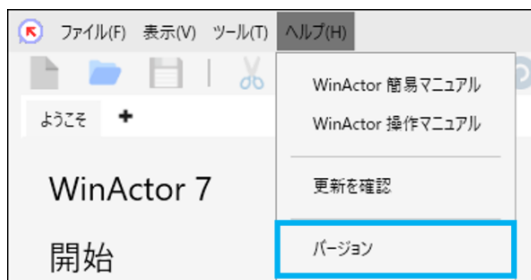 ファイル(F) 表示(V) ツール(T) ヘルプ(H)
WinActor 簡易マニュアル
ようこそ +
WinActor 操作マニュアル
WinActor 7
更新を確認
開始
バージョン